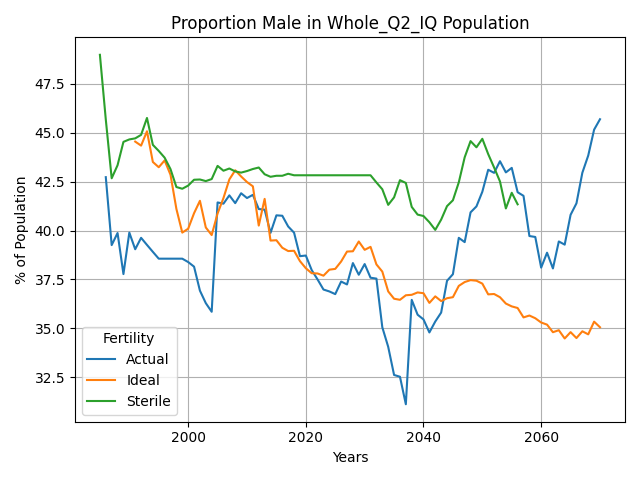 Proportion Male in Whole_Q2_IQ Population
% of Population
47.5
45.0
42.5
40.0
37.5
35.0
32.5
Fertility
Actual
Ideal
Sterile
2000
2020
2040
2060
Years